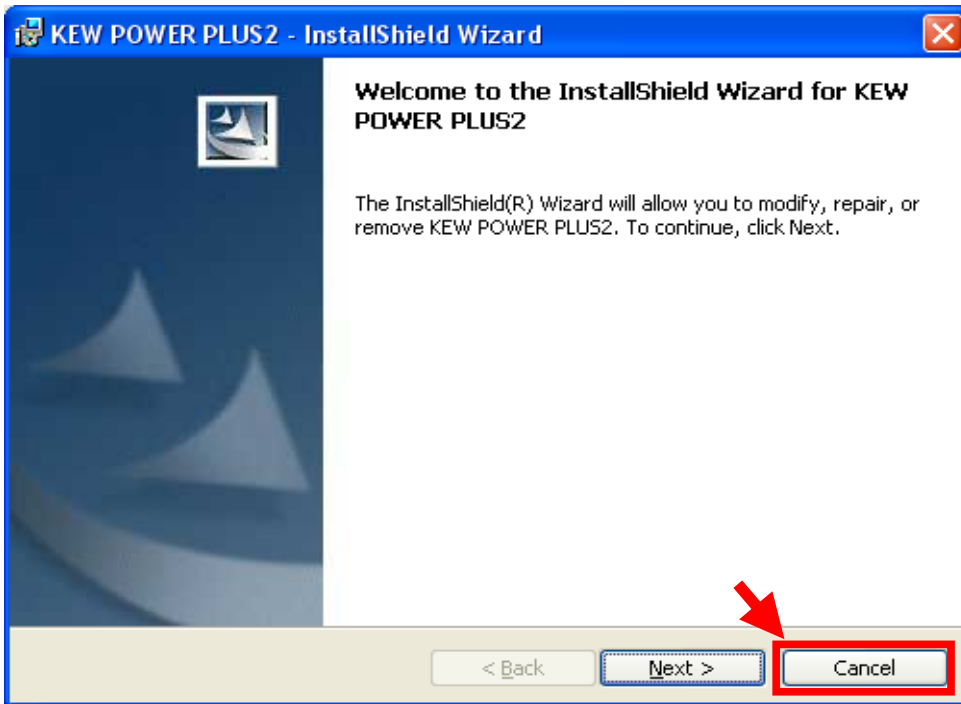 KEW POWER PLUS2 - InstallShield Wizard
Welcome to the InstallShield Wizard for KEW
POWER PLUS2
The InstallShield(R) Wizard will allow you to modify, repair, or
remove KEW POWER PLUS2. To continue, click Next.
< Back Next > Cancel